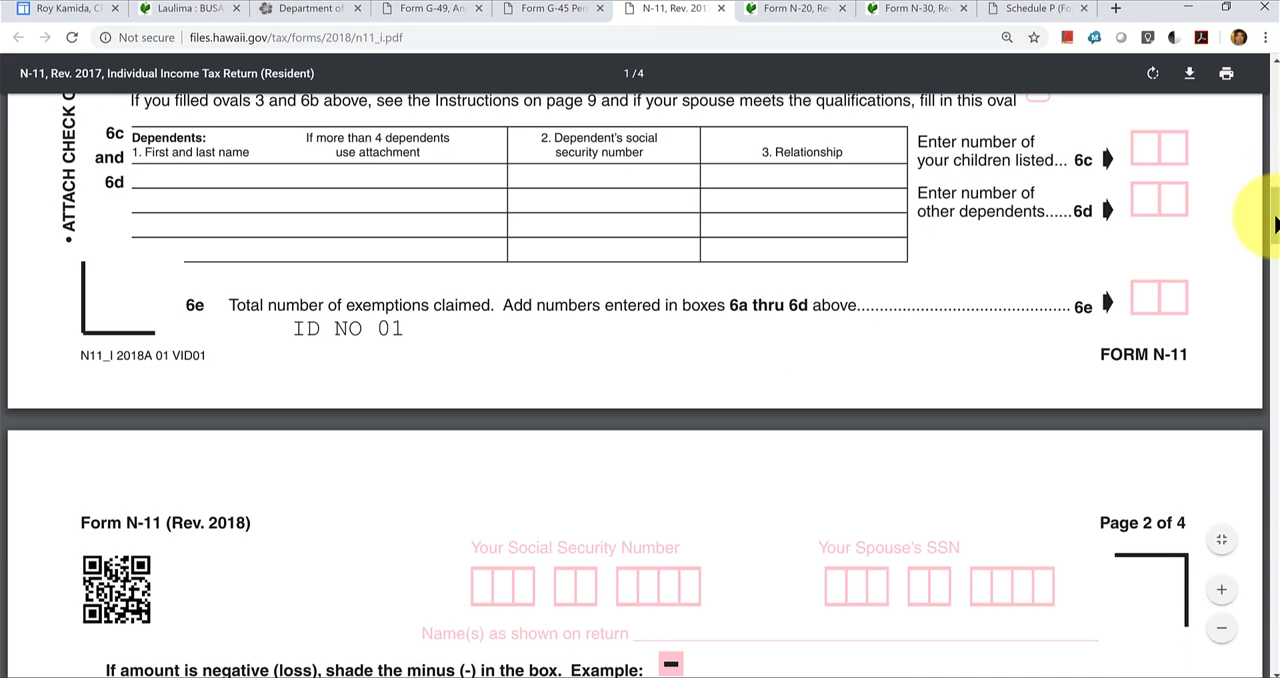 Roy Kamida, CP
Laulima : BUSA
Department of
Form G-49, An
Form G-45 Per
N-11, Rev. 2017
Form N-20, Re
Form N-30, Re
Schedule P (Fo
Not secure | files.hawaii.gov/tax/forms/2018/n11_i.pdf
N-11, Rev. 2017, Individual Income Tax Return (Resident)
1 / 4
If you filled ovals 3 and 6b above, see the Instructions on page 9 and if your spouse meets the qualifications, fill in this oval
• ATTACH CHECK O
6c and 6d
Dependents:
1. First and last name
If more than 4 dependents
use attachment
2. Dependent's social
security number
3. Relationship
Enter number of
your children listed... 6c
Enter number of
other dependents......6d
6e Total number of exemptions claimed. Add numbers entered in boxes 6a thru 6d above............................................... 6e
ID NO 01
N11_I 2018A 01 VID01
FORM N-11
Form N-11 (Rev. 2018)
Page 2 of 4
Your Social Security Number
Your Spouse's SSN
Name(s) as shown on return
If amount is negative (loss), shade the minus (-) in the box. Example: